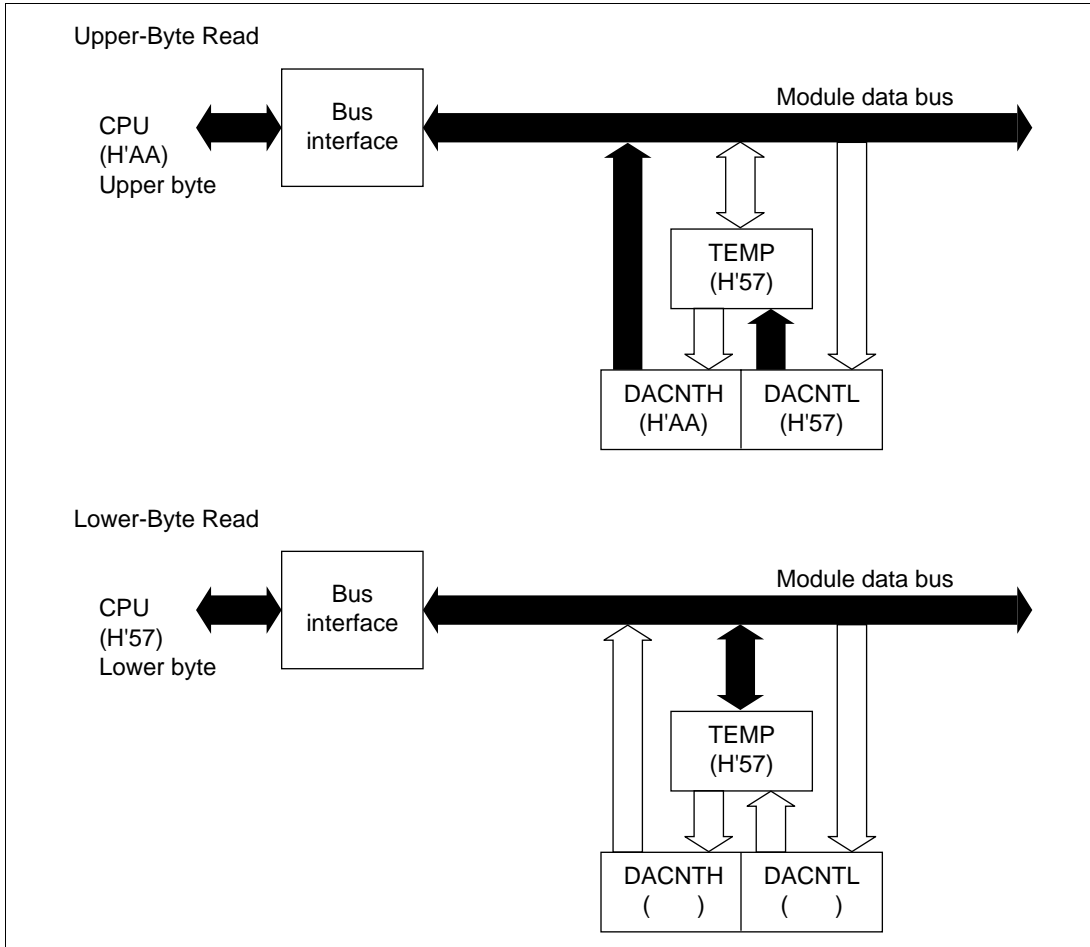 Upper-Byte Read
CPU
(H'AA)
Upper byte
Bus
interface
Module data bus
TEMP
(H'57)
DACNTH
(H'AA)
DACNTL
(H'57)
Lower-Byte Read
CPU
(H'57)
Lower byte
Bus
interface
Module data bus
TEMP
(H'57)
DACNTH
(      )
DACNTL
(      )